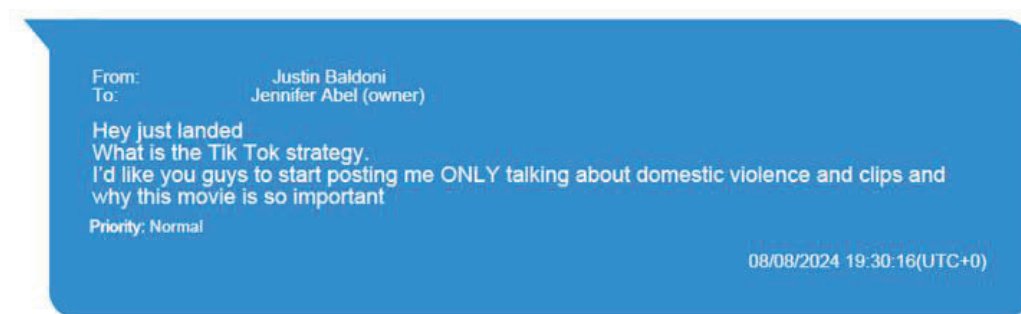 From: Justin Baldoni
To: Jennifer Abel (owner)
Hey just landed
What is the Tik Tok strategy.
I'd like you guys to start posting me ONLY talking about domestic violence and clips and
why this movie is so important
Priority: Normal
08/08/2024 19:30:16(UTC+0)